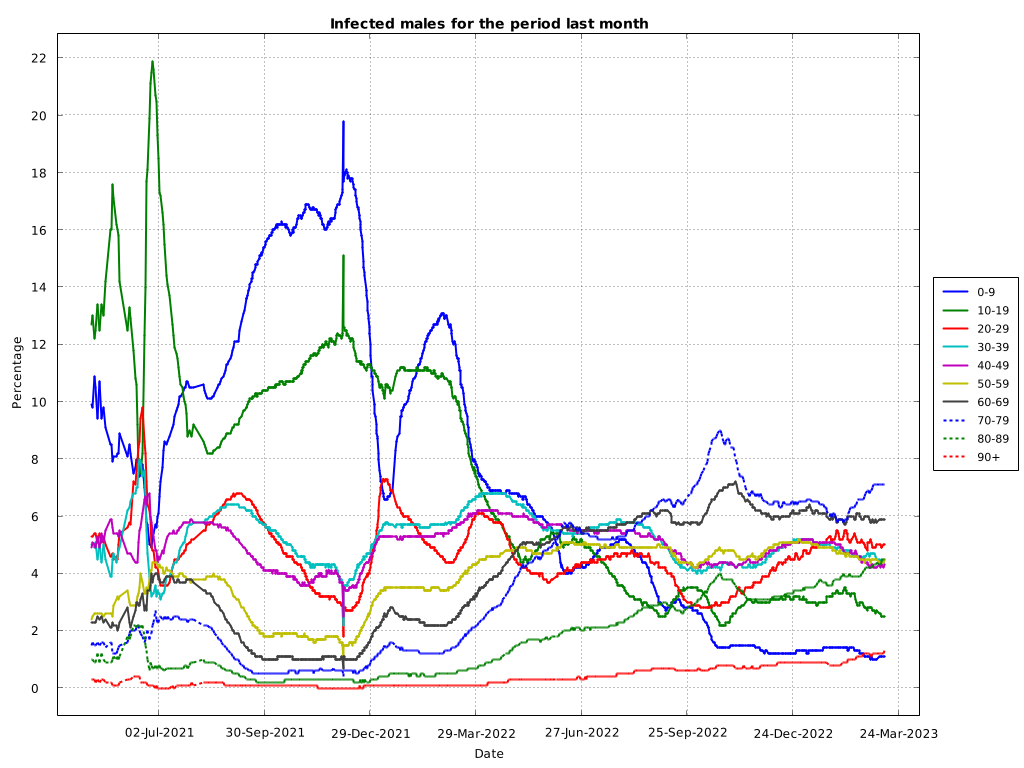 Infected males for the period last month
Percentage
22
20
18
16
14
12
10
8
6
4
2
0
02-Jul-2021
30-Sep-2021
29-Dec-2021
29-Mar-2022
27-Jun-2022
25-Sep-2022
24-Dec-2022
24-Mar-2023
Date
0-9
10-19
20-29
30-39
40-49
50-59
60-69
70-79
80-89
90+